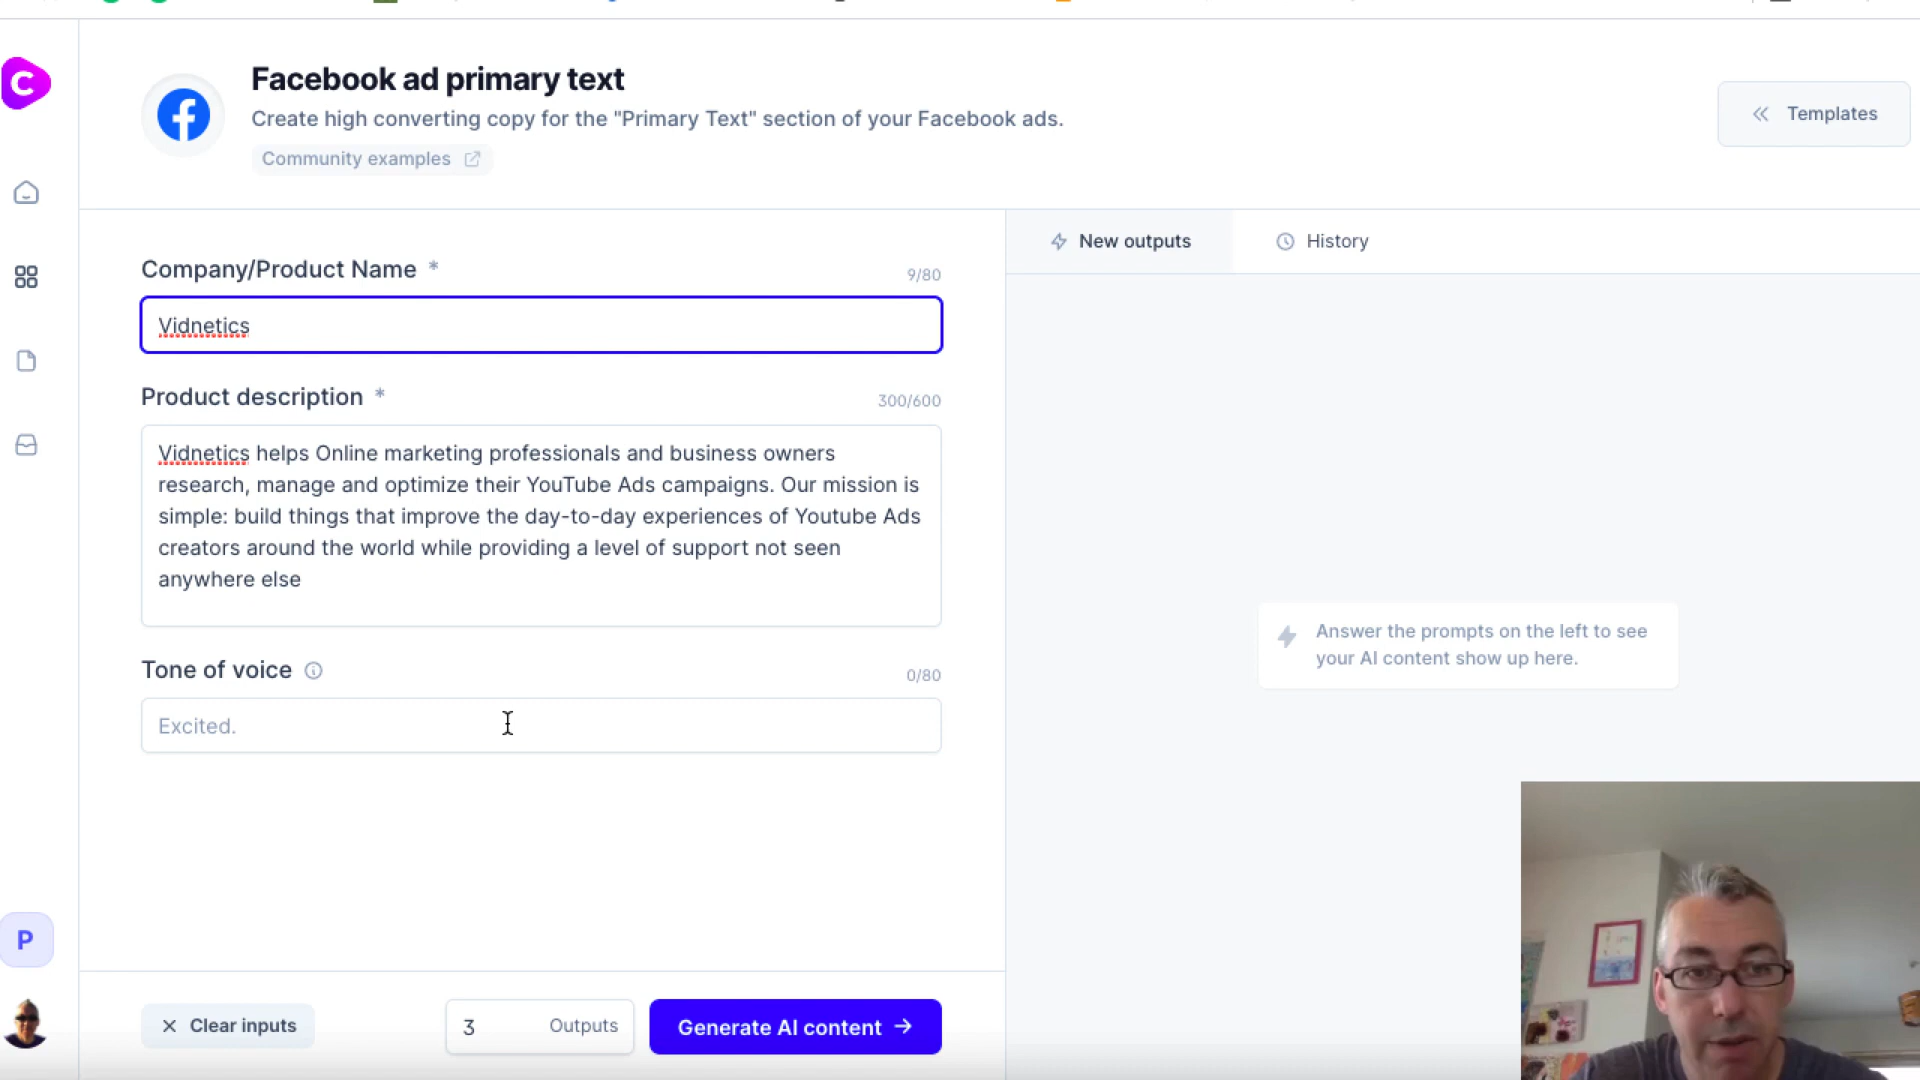 C
Facebook ad primary text
Create high converting copy for the "Primary Text" section of your Facebook ads.
Community examples
Templates
New outputs
History
Company/Product Name *
9/80
Vidnetics
Product description *
300/600
Vidnetics helps Online marketing professionals and business owners
research, manage and optimize their YouTube Ads campaigns. Our mission is
simple: build things that improve the day-to-day experiences of Youtube Ads
creators around the world while providing a level of support not seen
anywhere else
Answer the prompts on the left to see
your AI content show up here.
Tone of voice
0/80
Excited.
P
Clear inputs
3 Outputs
Generate AI content